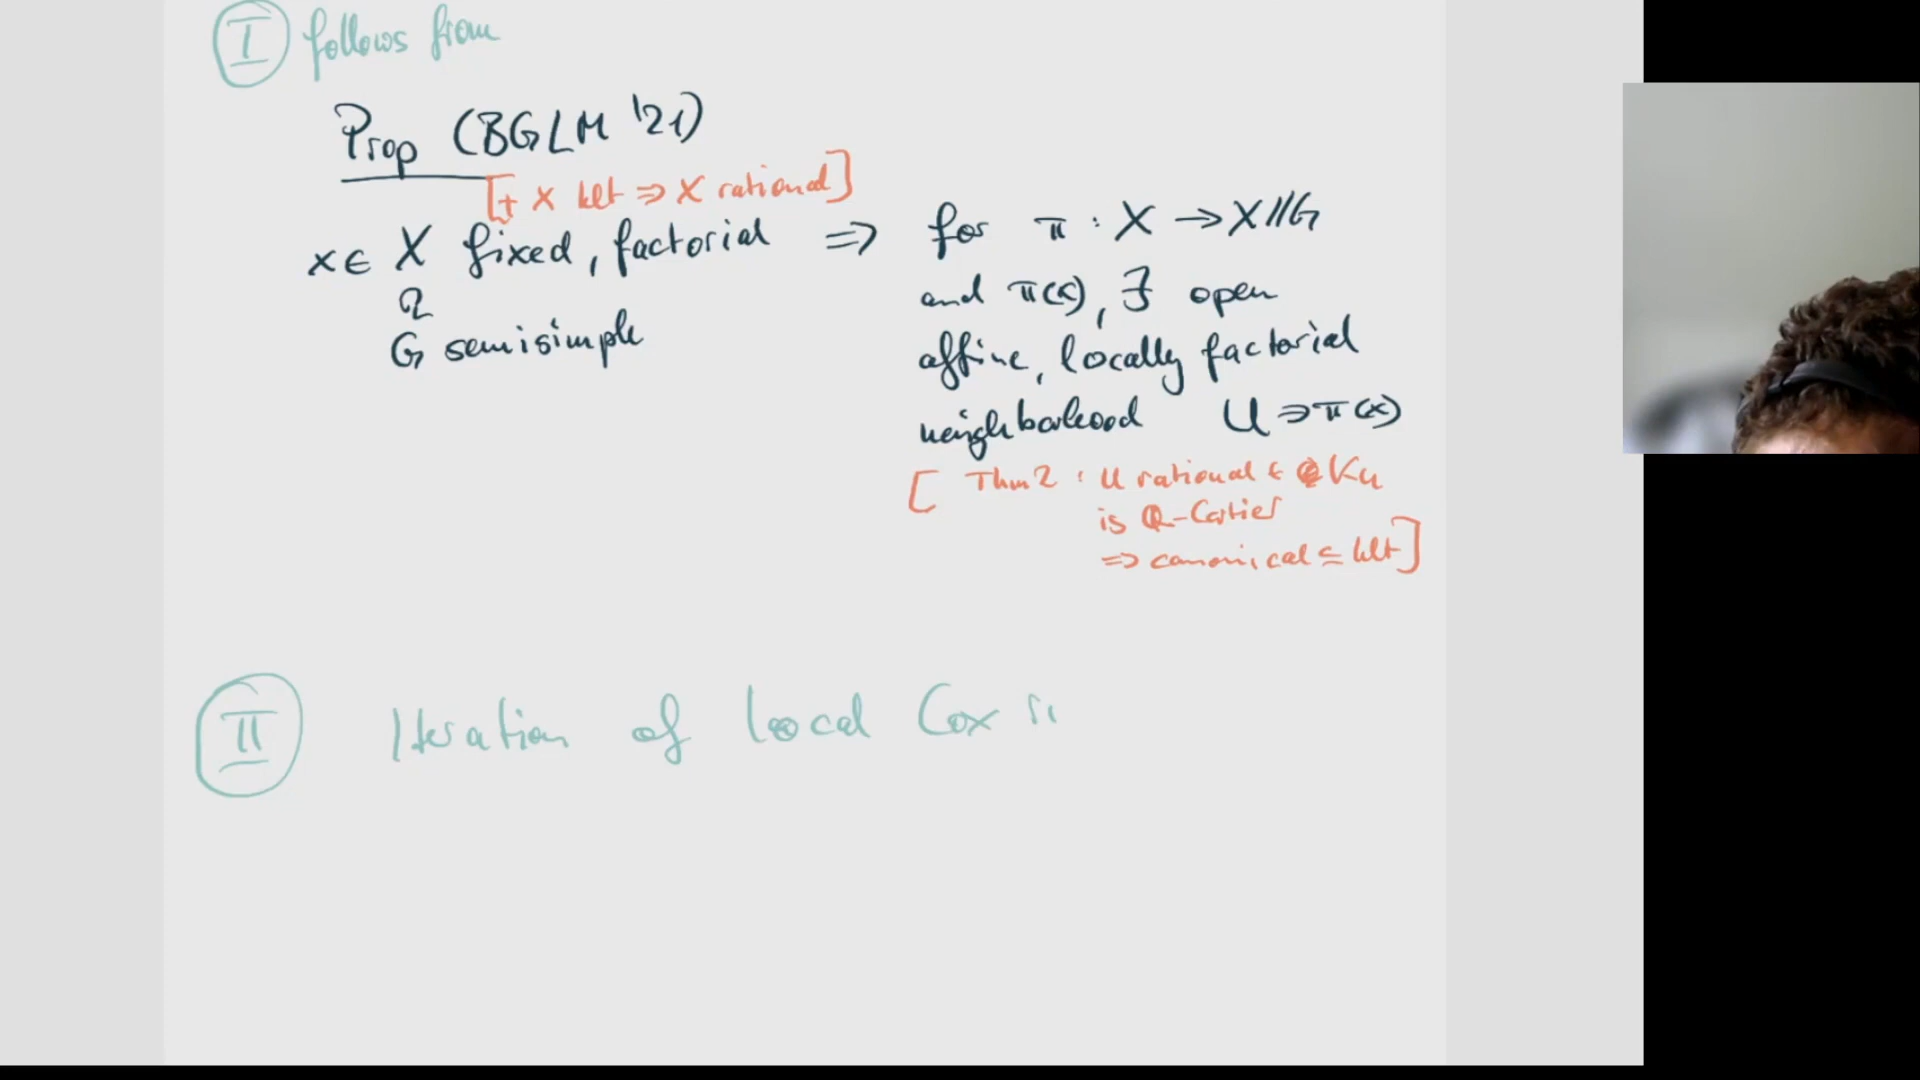 I follows from
Prop (BGLM '21)
[+ X klt ⇒ X rational]
x ∈ X fixed, factorial ⇒ for π : X → X//G
and π(x), ∃ open
G semisimple
affine, locally factorial
neighborhood U ∋ π(x)
[ Thm 2 : U rational & K_U
is Q-Cartier
⇒ canonical ⊆ klt ]
II Iteration of local Cox ri